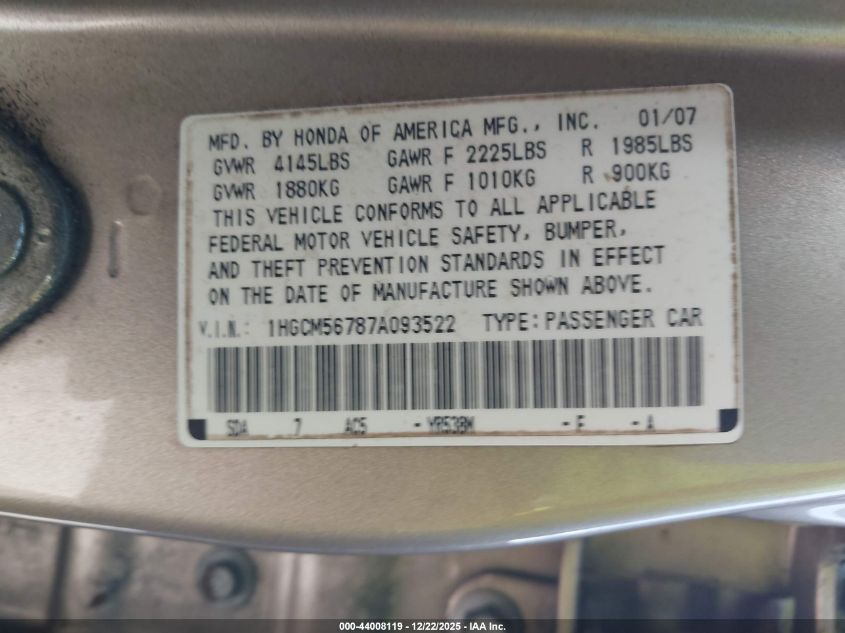 MFD. BY HONDA OF AMERICA MFG., INC. 01/07
GVWR 4145LBS GAWR F 2225LBS R 1985LBS
GVWR 1880KG GAWR F 1010KG R 900KG
THIS VEHICLE CONFORMS TO ALL APPLICABLE
FEDERAL MOTOR VEHICLE SAFETY, BUMPER,
AND THEFT PREVENTION STANDARDS IN EFFECT
ON THE DATE OF MANUFACTURE SHOWN ABOVE.
V.I.N.: 1HGCM56787A093522 TYPE: PASSENGER CAR
SDA 7 AC5 - YR538M - E - A
000-44008119 - 12/22/2025 - IAA Inc.